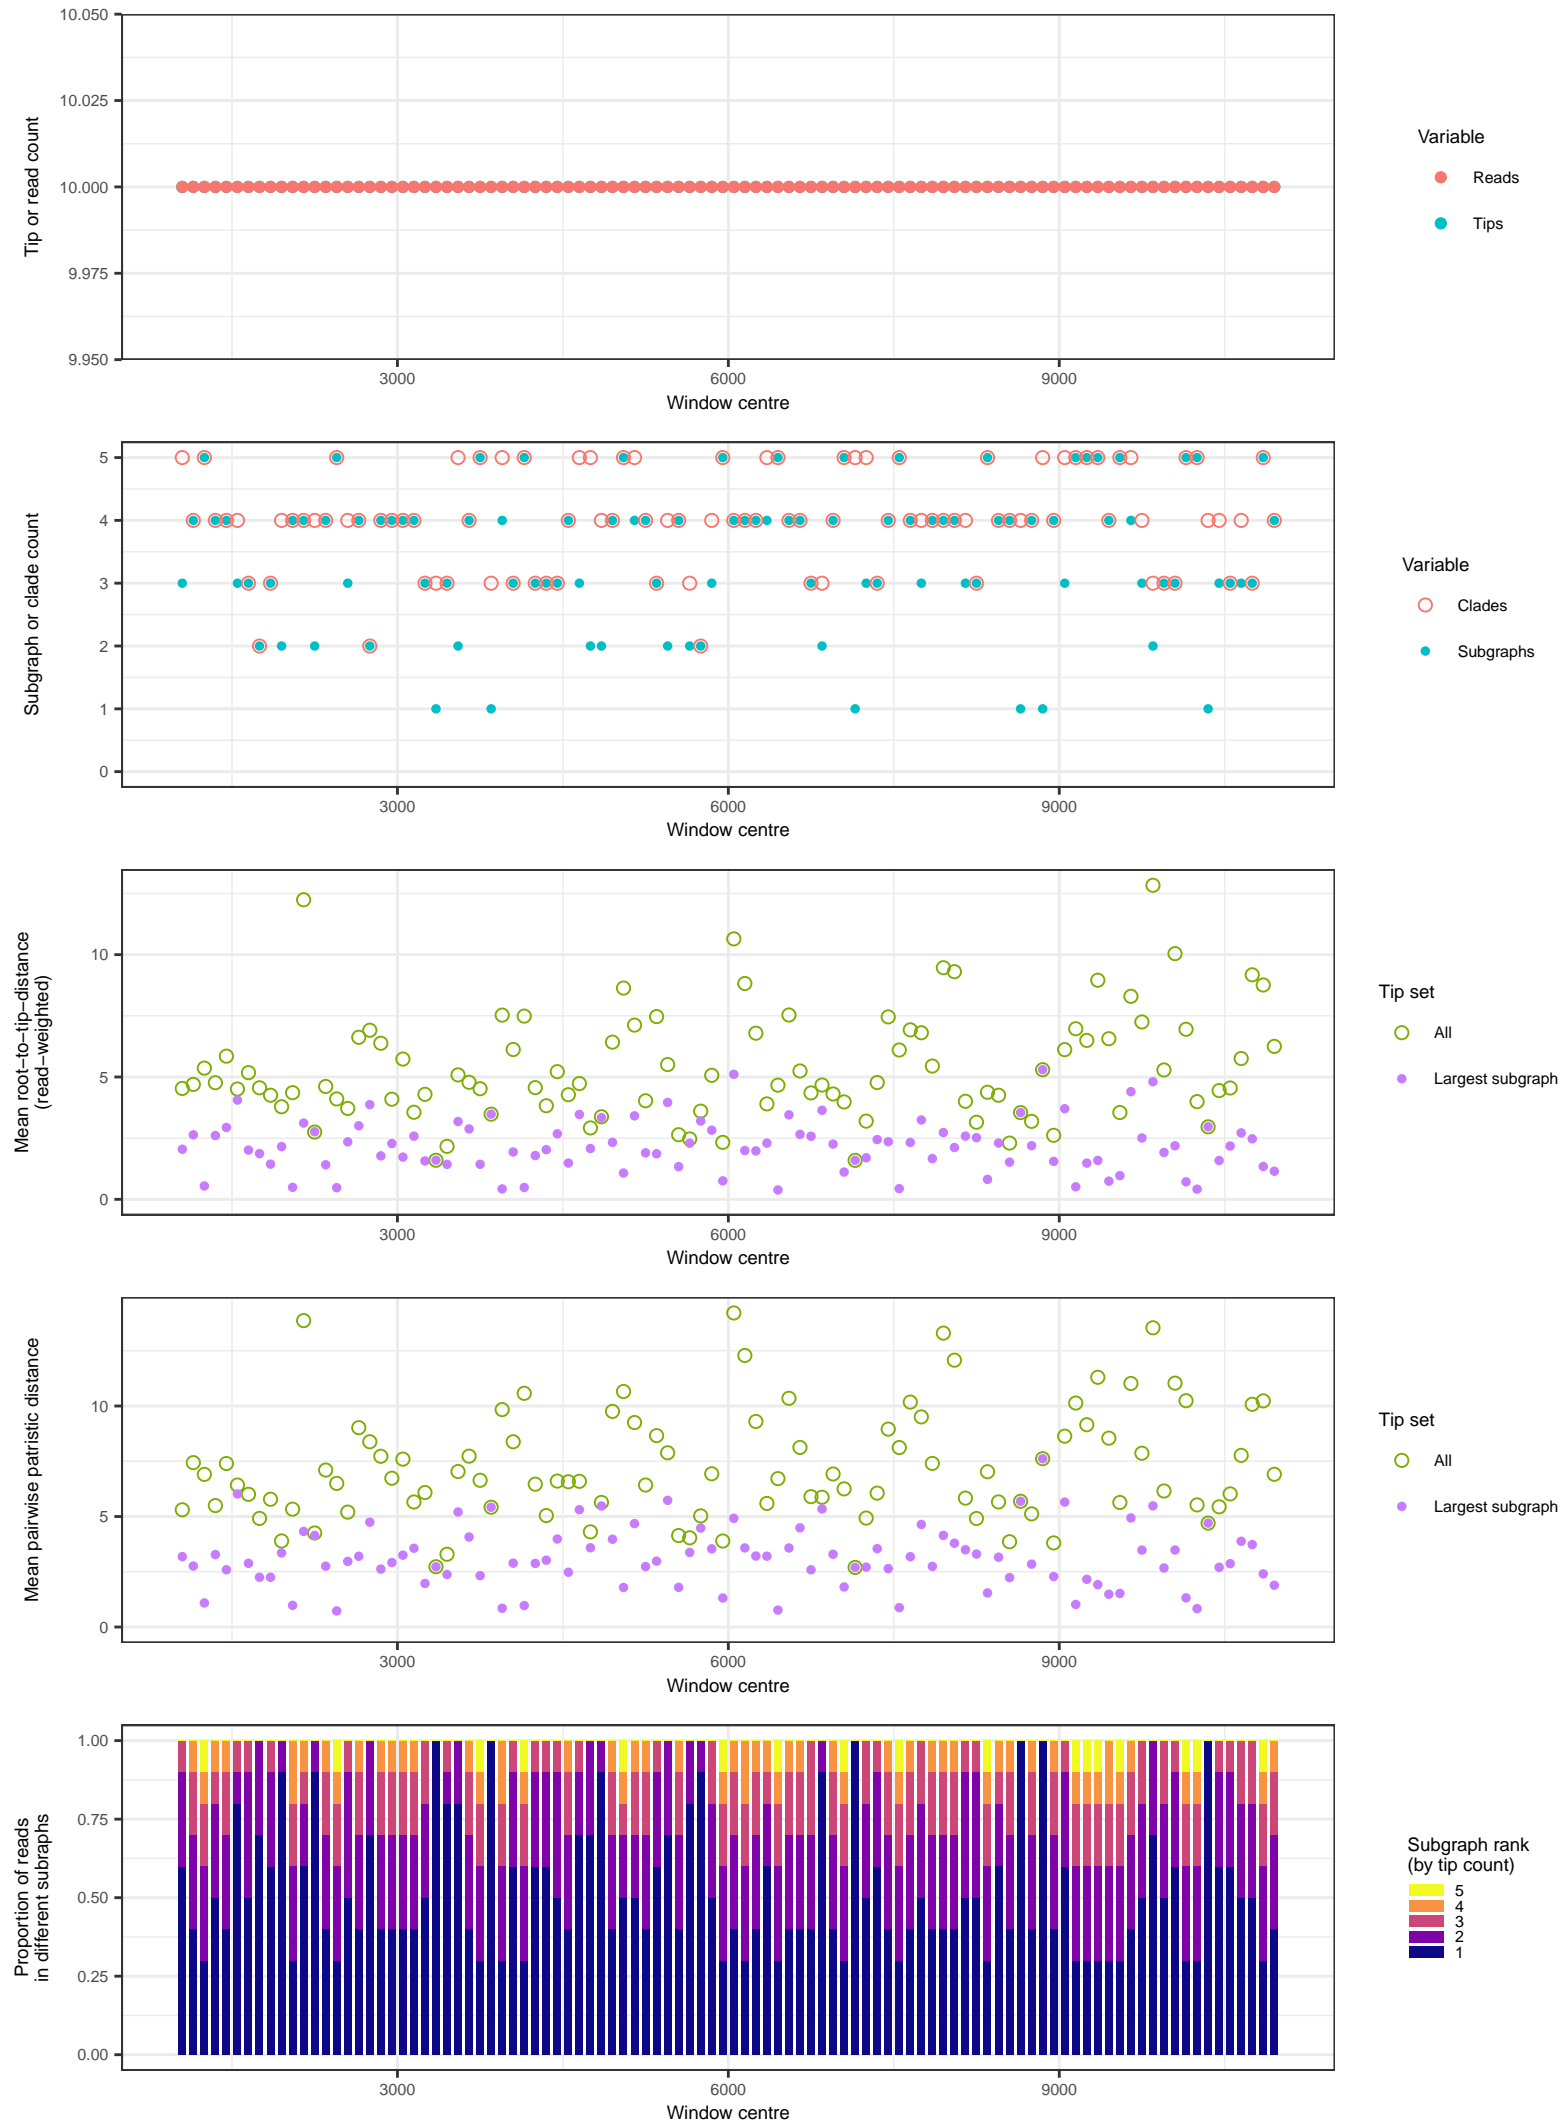 10.050
10.025
10.000
9.975
9.950
Tip or read count
3000
6000
9000
Window centre
Variable
Reads
Tips
5
4
3
2
1
0
Subgraph or clade count
3000
6000
9000
Window centre
Variable
Clades
Subgraphs
10
5
0
Mean root−to−tip−distance
(read−weighted)
3000
6000
9000
Window centre
Tip set
All
Largest subgraph
10
5
0
Mean pairwise patristic distance
3000
6000
9000
Window centre
Tip set
All
Largest subgraph
1.00
0.75
0.50
0.25
0.00
Proportion of reads
in different subraphs
3000
6000
9000
Window centre
Subgraph rank
(by tip count)
5
4
3
2
1